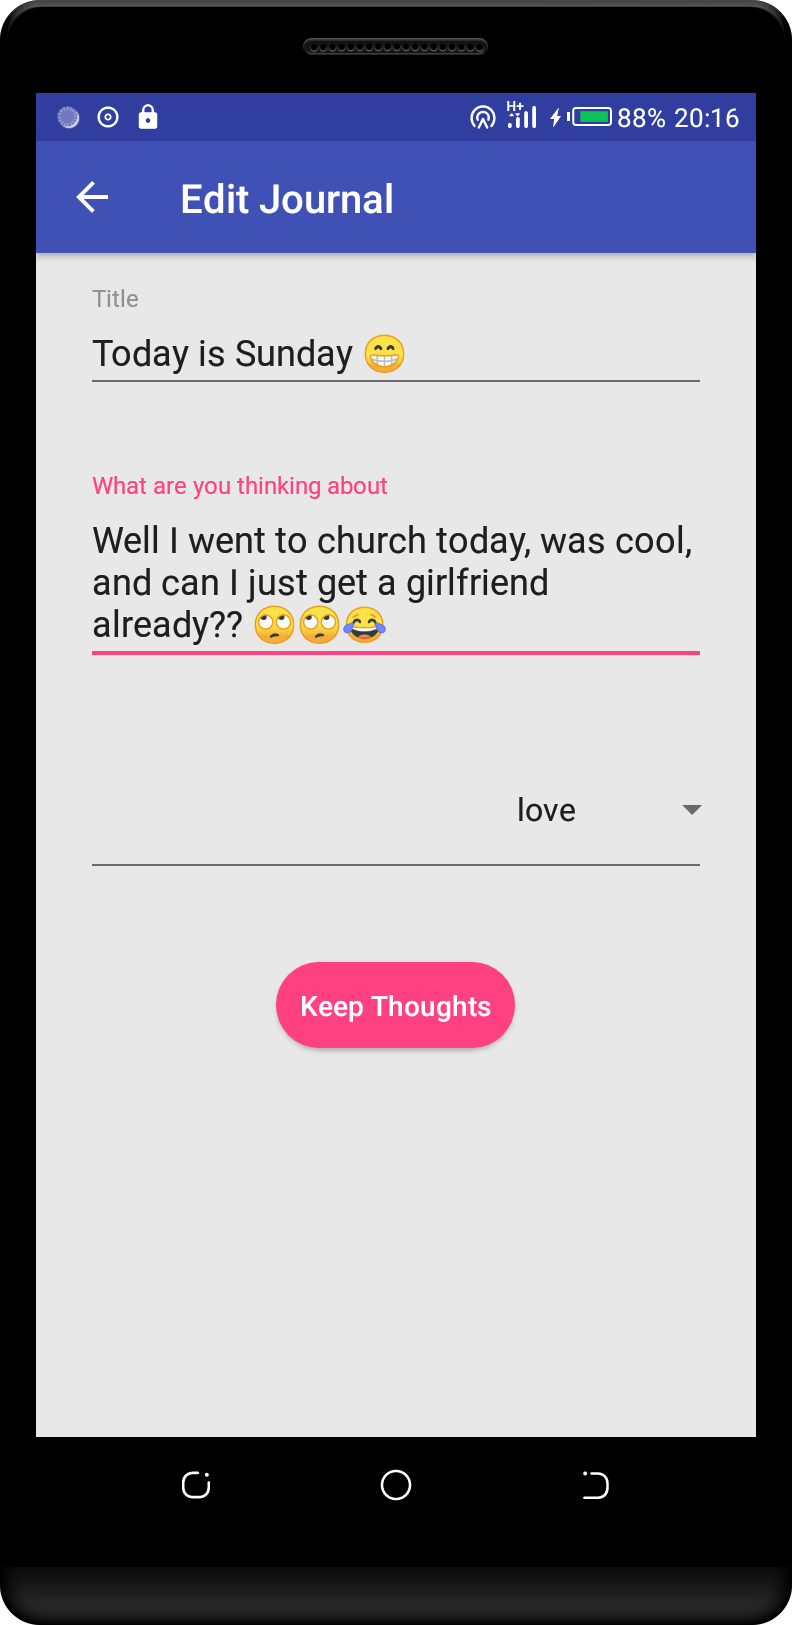 H+ 88% 20:16
Edit Journal
Title
Today is Sunday 😁
What are you thinking about
Well I went to church today, was cool,
and can I just get a girlfriend
already?? 🙄🙄😂
love
Keep Thoughts